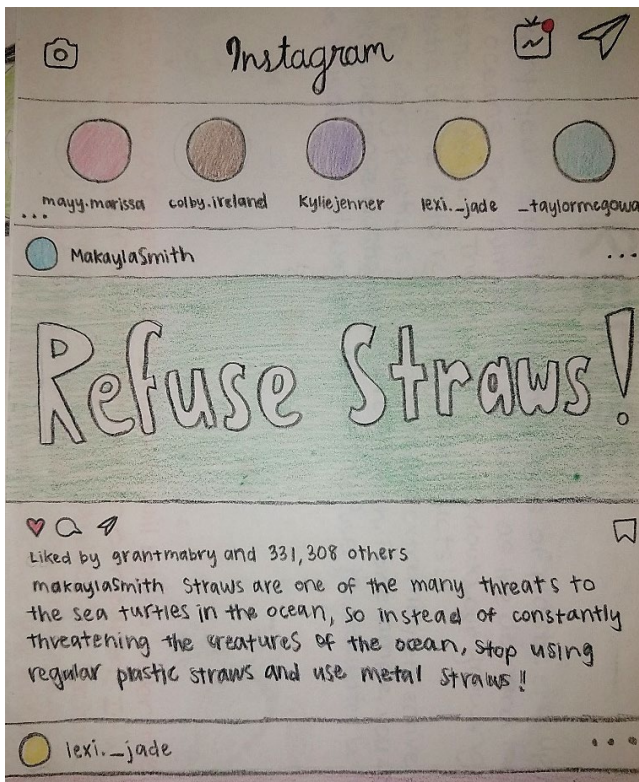 Instagram
mayy.marissa colby.ireland Kyliejenner lexi._jade _taylormcgowa
MakaylaSmith
Refuse Straws!
Liked by grantmabry and 331,308 others
makaylasmith Straws are one of the many threats to
the sea turtles in the ocean, so instead of constantly
threatening the creatures of the ocean, stop using
regular plastic straws and use metal straws!!
lexi._jade